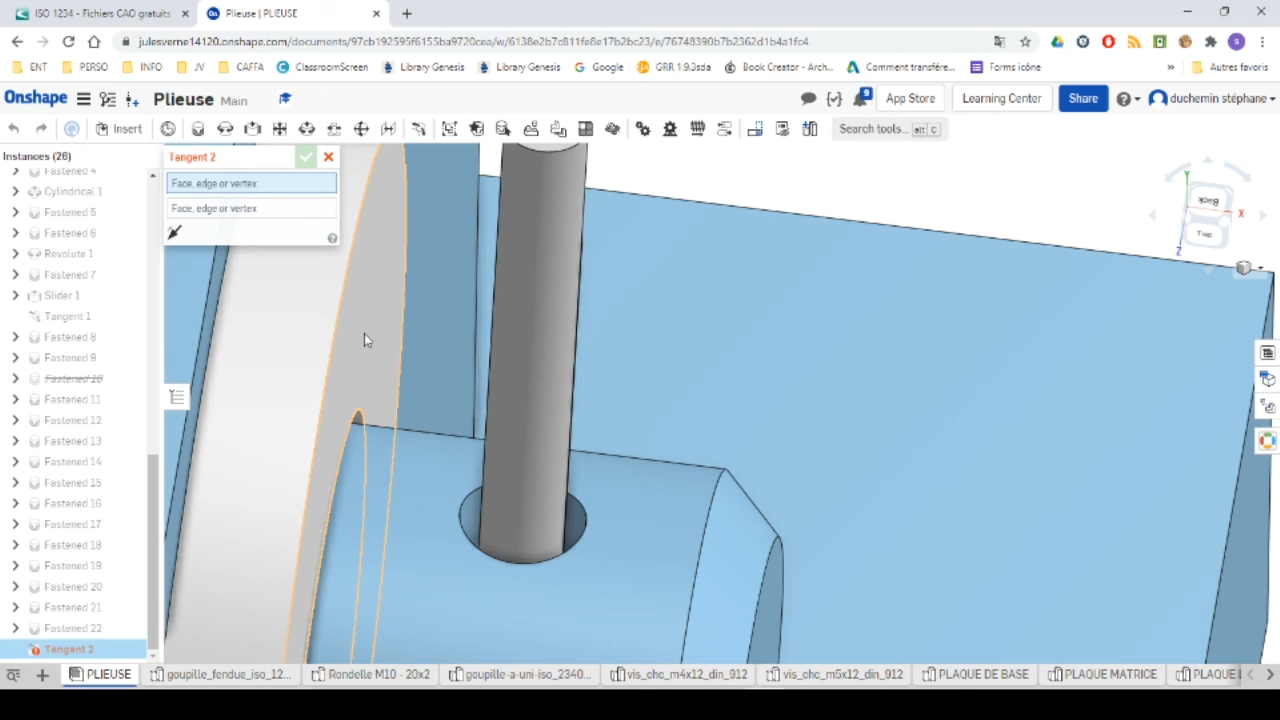 ISO 1234 - Fichiers CAO gratuits
Plieuse | PLIEUSE
julesverne14120.onshape.com/documents/97cb192595f6155ba9720cea/w/6138e2b7c811fe6e17b2bc23/e/76748390b7b2362d1b4a1fc4
ENT PERSO INFO JV CAFFA ClassroomScreen Library Genesis Library Genesis Google GRR 1.9.3sda Book Creator - Arch... Comment transfére... Forms icône » Autres favoris
Onshape Plieuse Main 9 App Store Learning Center Share duchemin stéphane
Insert Search tools... alt C
Instances (26)
Fastened 4
Cylindrical 1
Fastened 5
Fastened 6
Revolute 1
Fastened 7
Slider 1
Tangent 1
Fastened 8
Fastened 9
Fastened 10
Fastened 11
Fastened 12
Fastened 13
Fastened 14
Fastened 15
Fastened 16
Fastened 17
Fastened 18
Fastened 19
Fastened 20
Fastened 21
Fastened 22
Tangent 2
Tangent 2
Face, edge or vertex
Face, edge or vertex
Y
Back
X
Top
Z
PLIEUSE goupille_fendue_iso_12... Rondelle M10 - 20x2 goupille-a-uni-iso_2340... vis_chc_m4x12_din_912 vis_chc_m5x12_din_912 PLAQUE DE BASE PLAQUE MATRICE